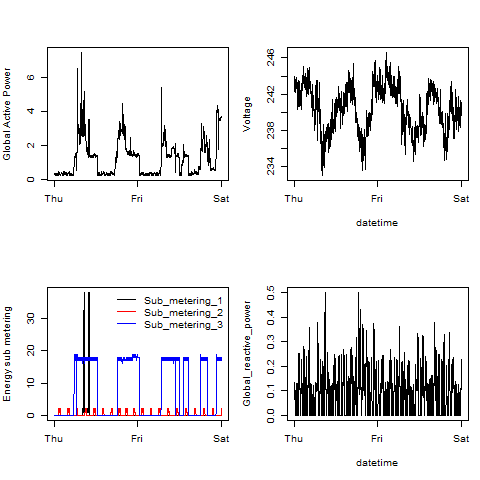 Global Active Power
0 2 4 6
Thu Fri Sat
Voltage
234 238 242 246
Thu Fri Sat
datetime
Energy sub metering
0 10 20 30
Sub_metering_1
Sub_metering_2
Sub_metering_3
Thu Fri Sat
Global_reactive_power
0.0 0.1 0.2 0.3 0.4 0.5
Thu Fri Sat
datetime